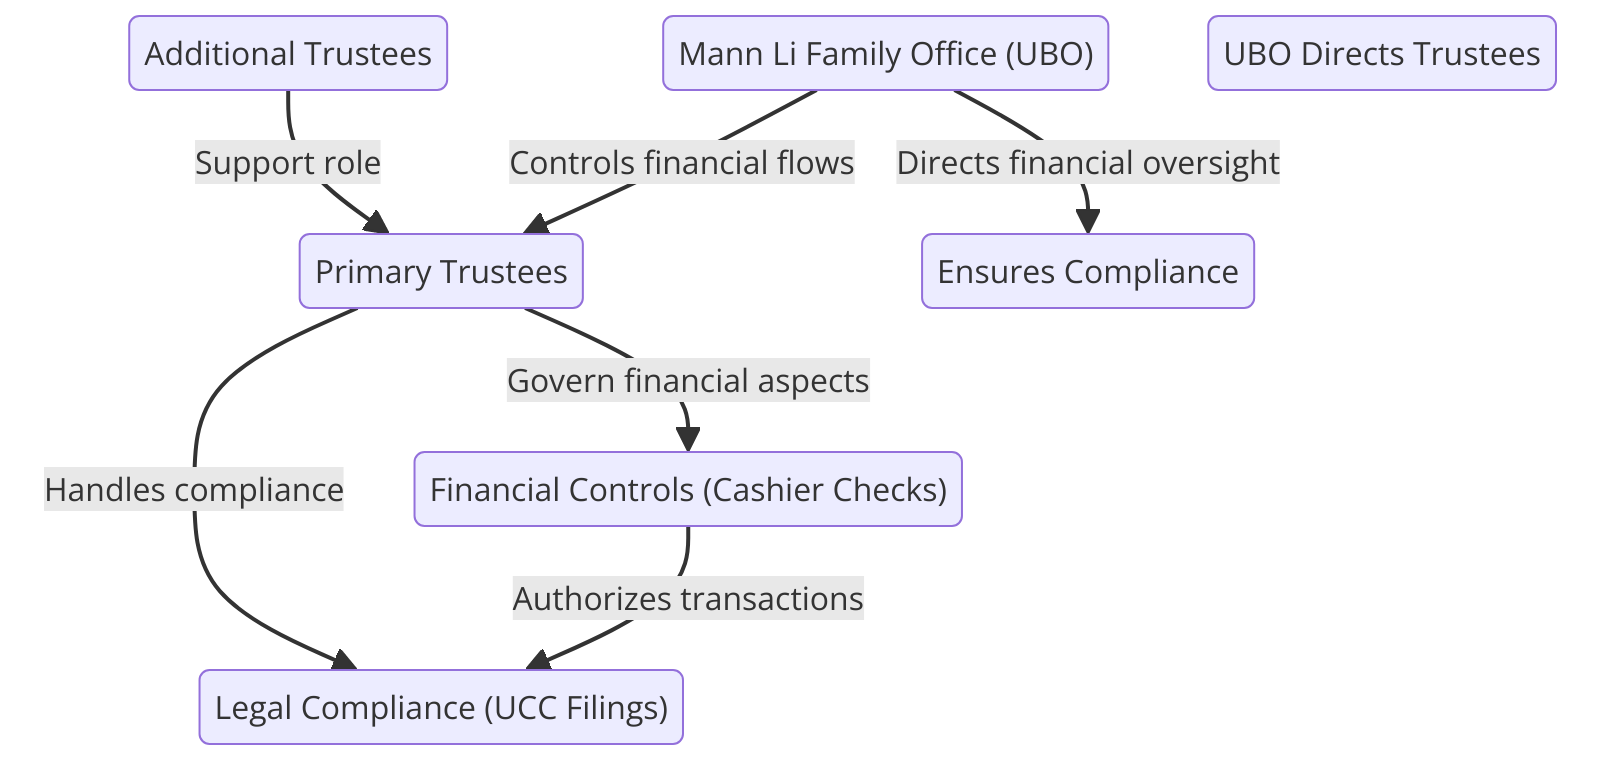 Additional Trustees
Mann Li Family Office (UBO)
UBO Directs Trustees
Support role
Controls financial flows
Directs financial oversight
Primary Trustees
Ensures Compliance
Govern financial aspects
Handles compliance
Financial Controls (Cashier Checks)
Authorizes transactions
Legal Compliance (UCC Filings)